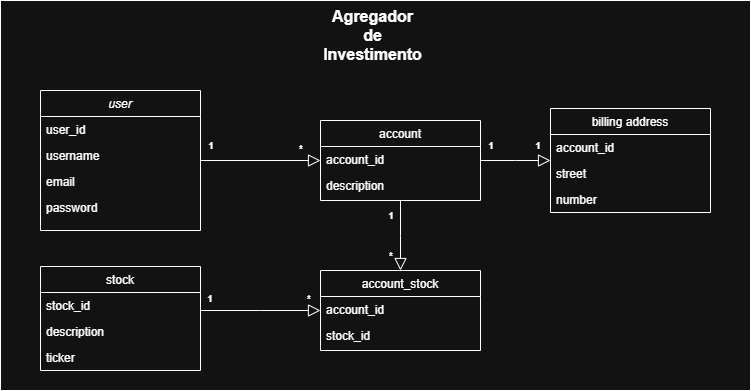 Agregador
de
Investimento
user
user_id
username
email
password
1
*
account
account_id
description
1
1
billing address
account_id
street
number
1
*
stock
stock_id
description
ticker
1
*
account_stock
account_id
stock_id